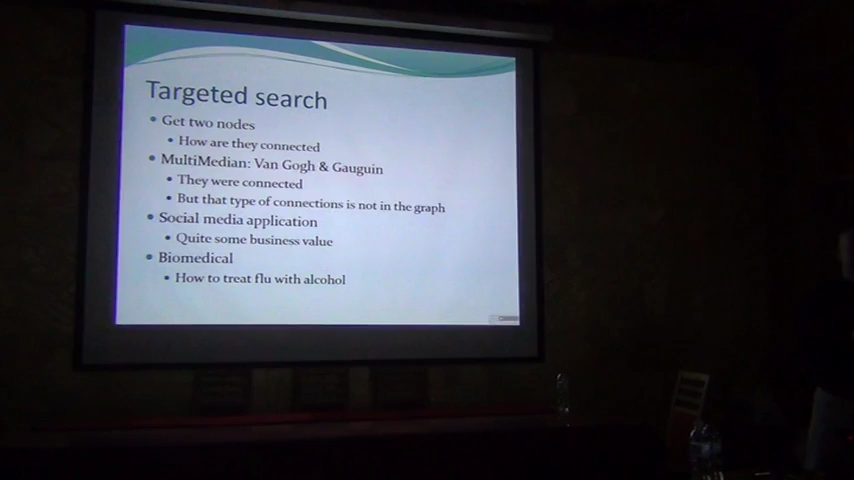 Targeted search
• Get two nodes
• How are they connected
• MultiMedian: Van Gogh & Gauguin
• They were connected
• But that type of connections is not in the graph
• Social media application
• Quite some business value
• Biomedical
• How to treat flu with alcohol